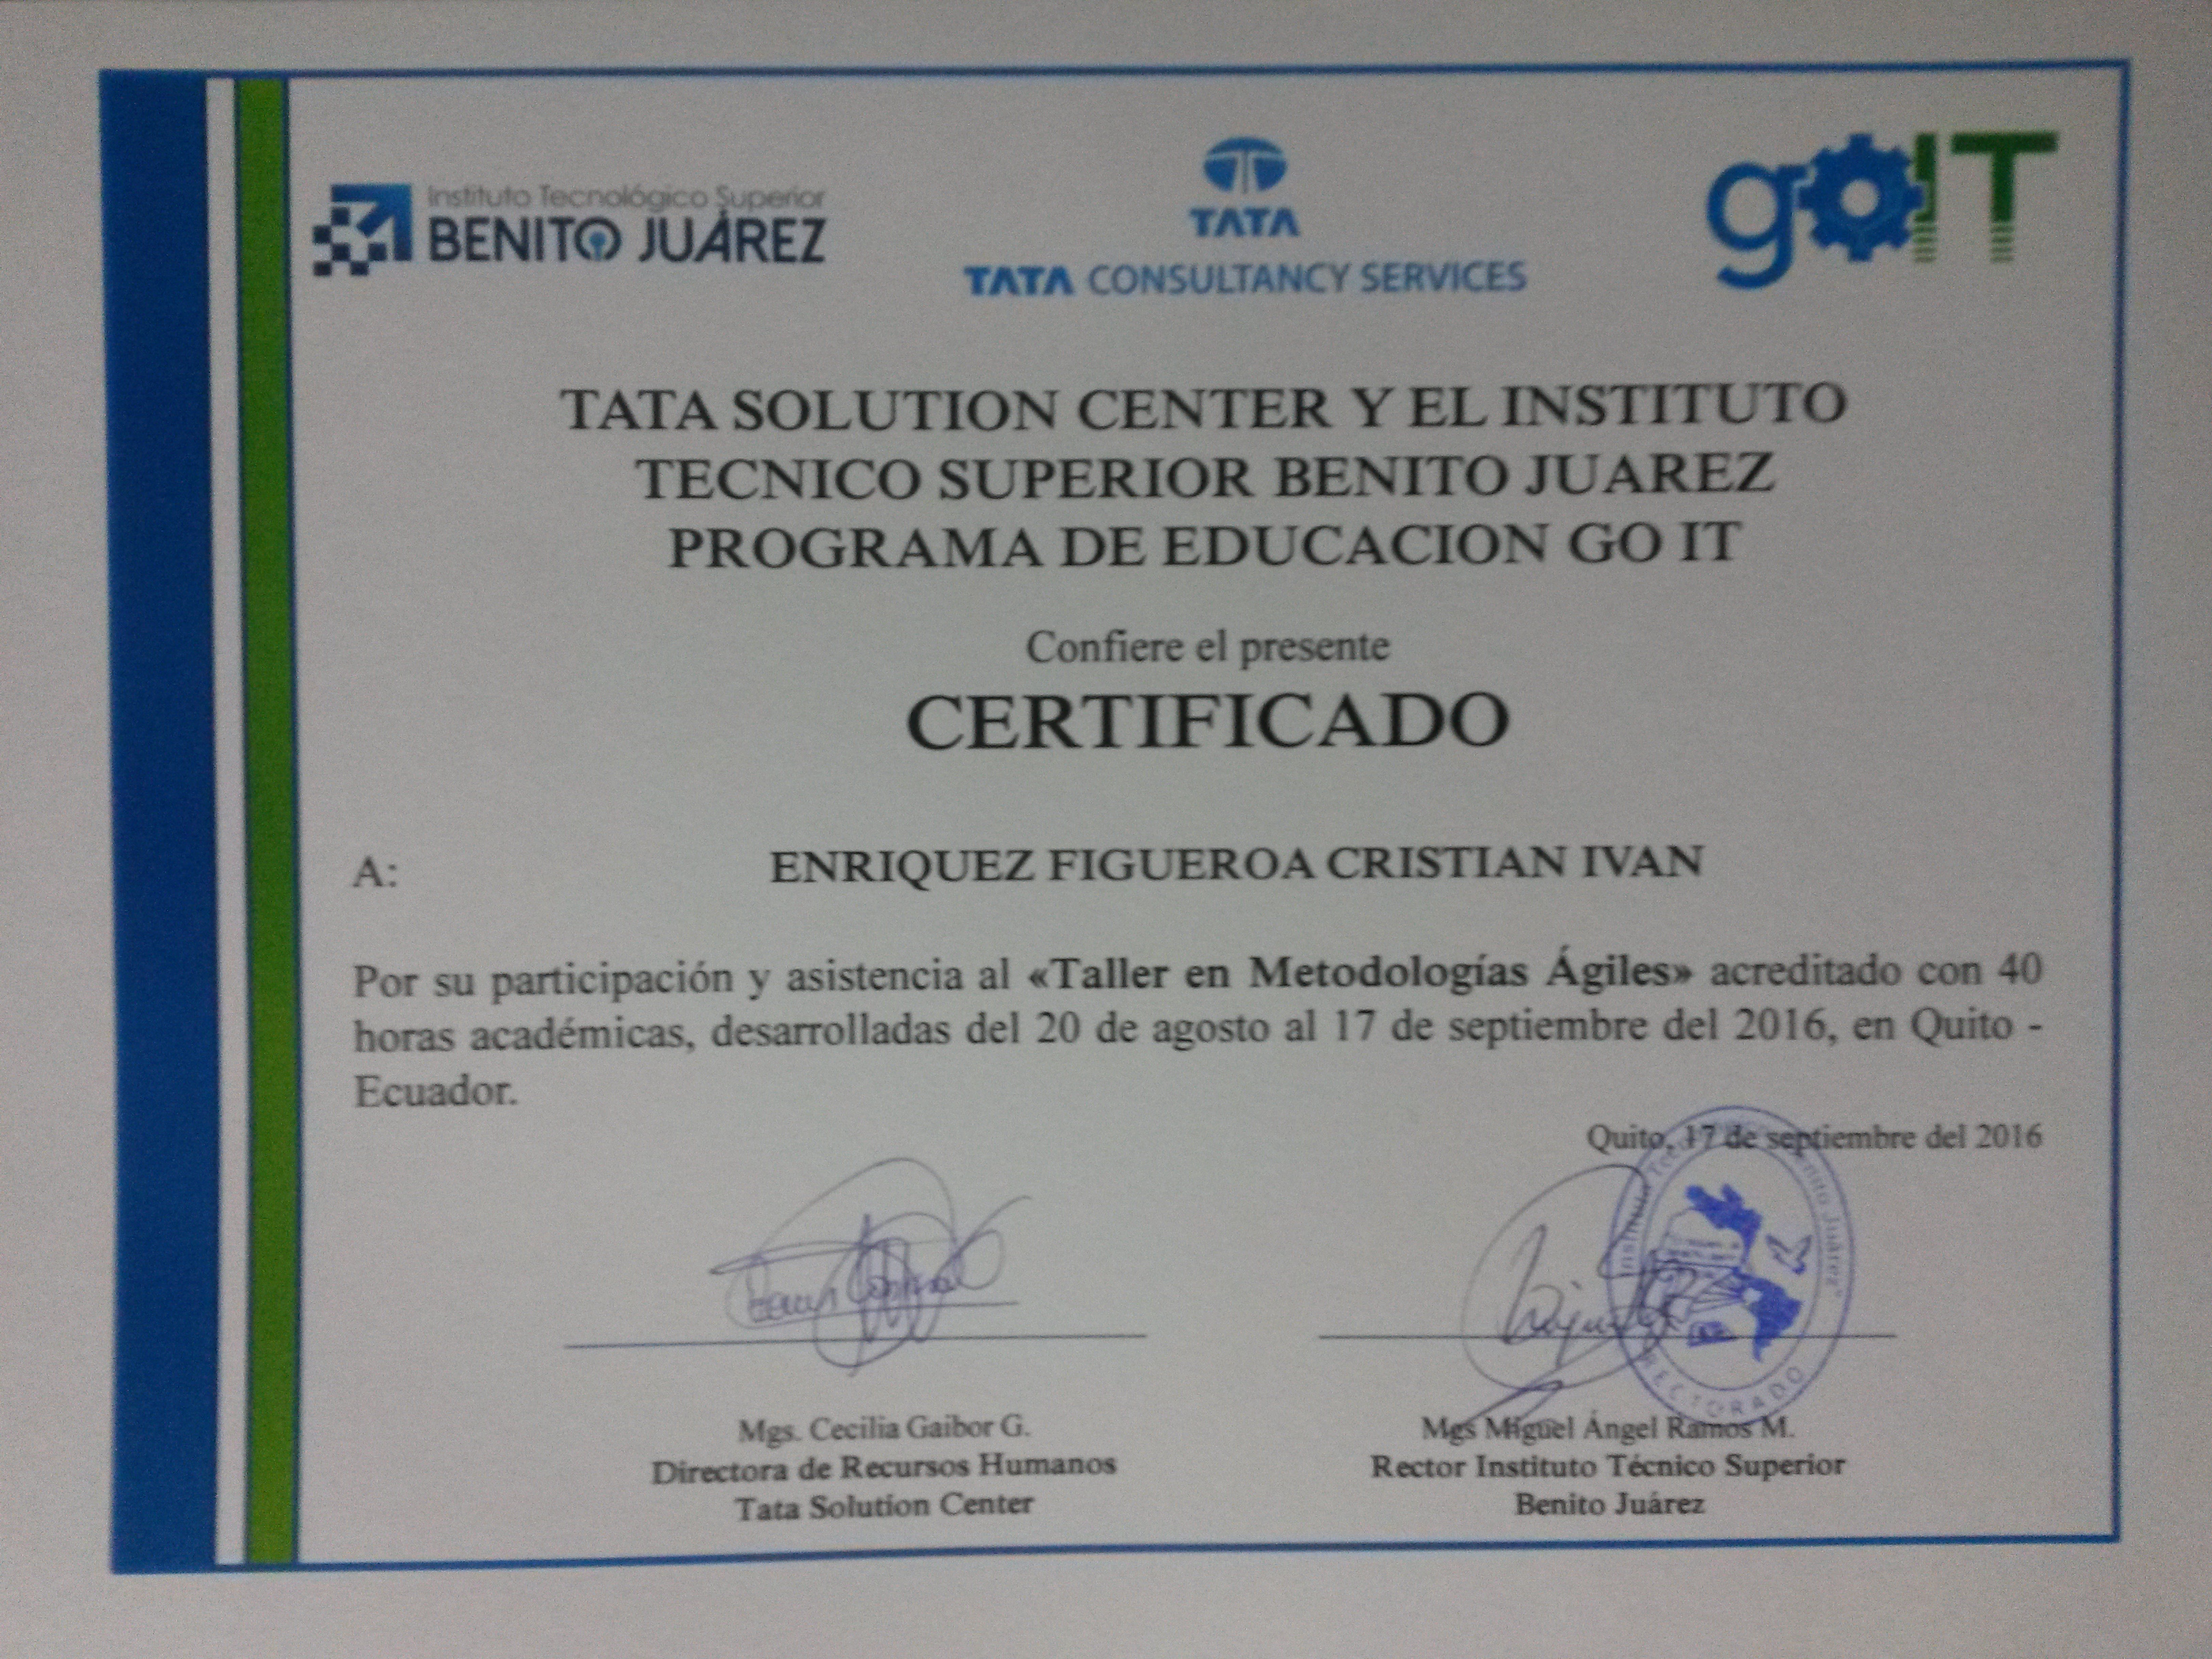 Instituto Tecnológico Superior
BENITO JUÁREZ
TATA
TATA CONSULTANCY SERVICES
goIT
TATA SOLUTION CENTER Y EL INSTITUTO
TECNICO SUPERIOR BENITO JUAREZ
PROGRAMA DE EDUCACION GO IT
Confiere el presente
CERTIFICADO
A: ENRIQUEZ FIGUEROA CRISTIAN IVAN
Por su participación y asistencia al «Taller en Metodologías Ágiles» acreditado con 40
horas académicas, desarrolladas del 20 de agosto al 17 de septiembre del 2016, en Quito -
Ecuador.
Quito, 17 de septiembre del 2016
Instituto Benito Juárez"
RECTORADO
Mgs. Cecilia Gaibor G.
Directora de Recursos Humanos
Tata Solution Center
Mgs Miguel Ángel Ramos M.
Rector Instituto Técnico Superior
Benito Juárez